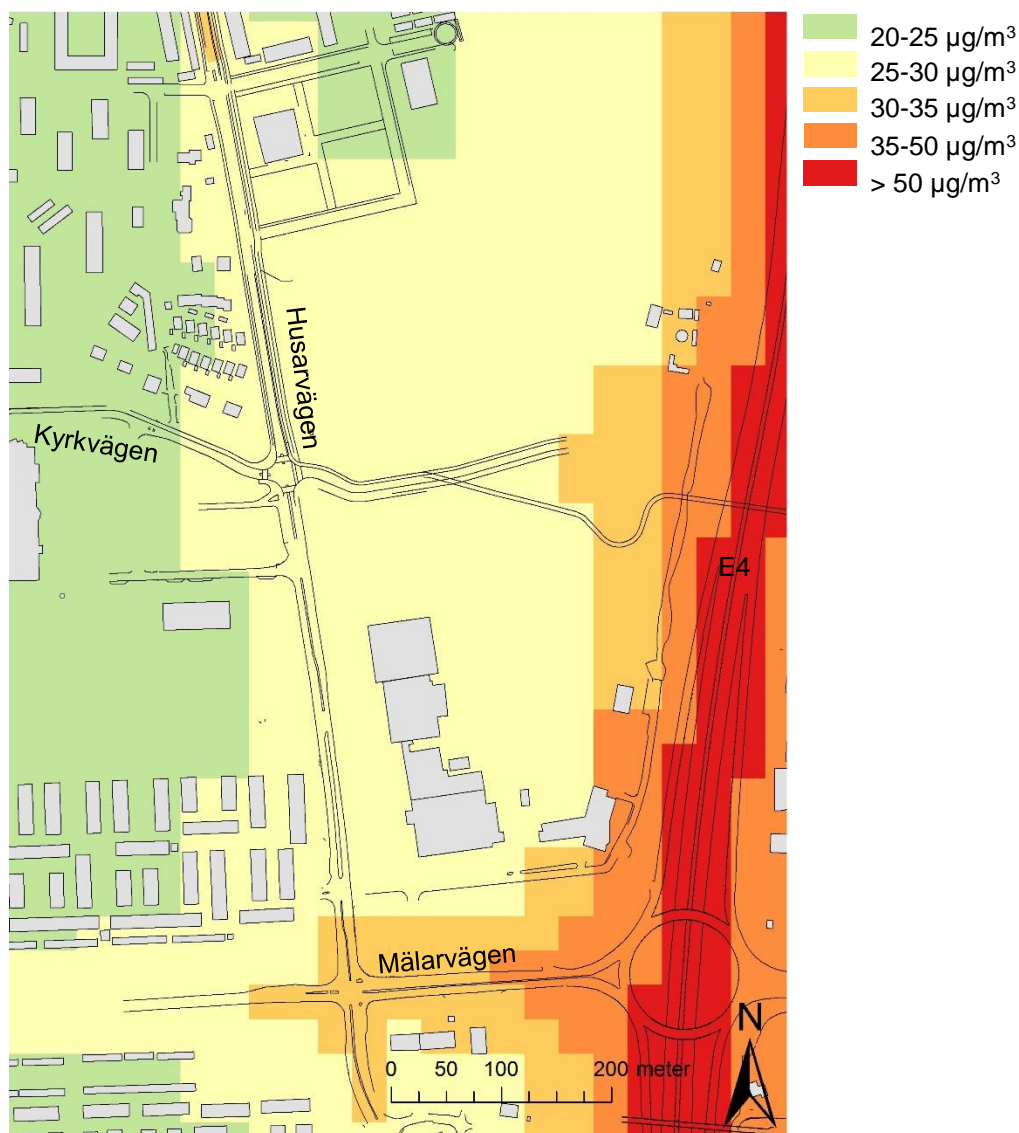 20-25 µg/m³
25-30 µg/m³
30-35 µg/m³
35-50 µg/m³
> 50 µg/m³
Husarvägen
Kyrkvägen
E4
Mälarvägen
N
0 50 100 200 meter